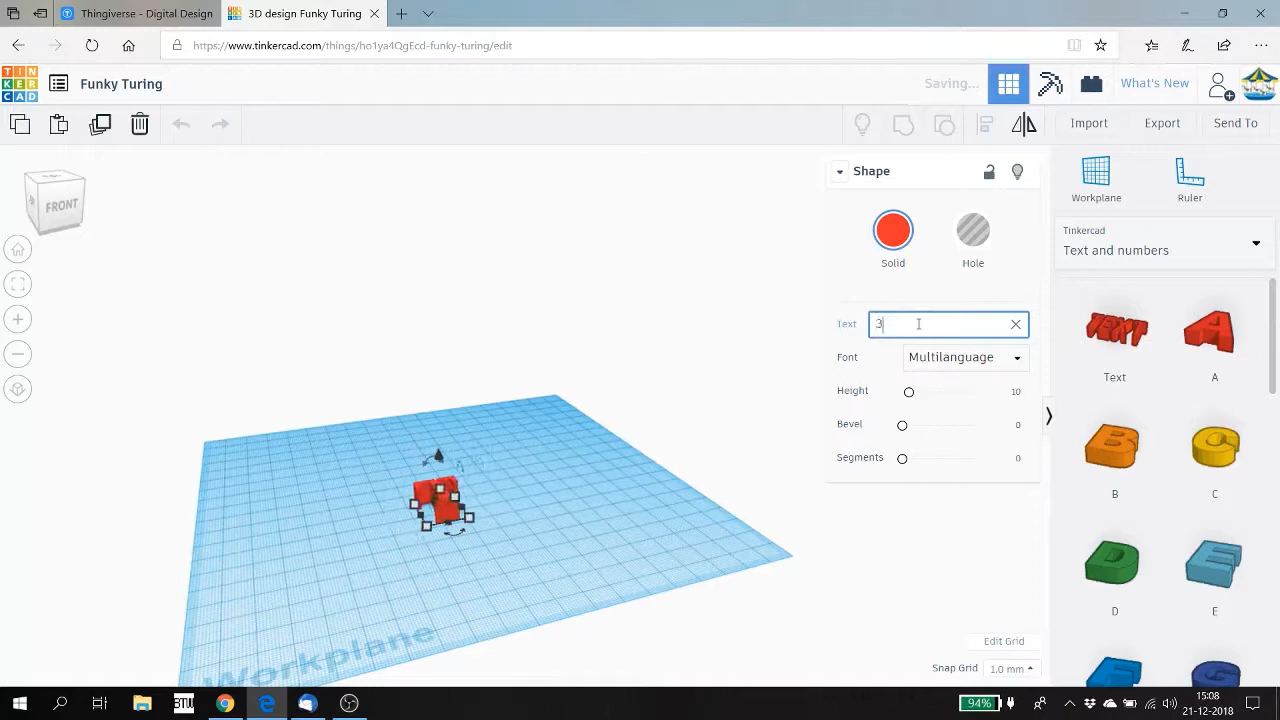 Thingiverse - Digital Design
3D design Funky Turing
https://www.tinkercad.com/things/ho1ya4QgEcd-funky-turing/edit
TIN
KER
CAD
Funky Turing
Saving...
What's New
Import
Export
Send To
FRONT
Shape
Solid
Hole
Text
3
Font
Multilanguage
Height
10
Bevel
0
Segments
0
Workplane
Ruler
Tinkercad
Text and numbers
TEXT
A
Text
A
B
C
B
C
D
E
D
E
Edit Grid
Snap Grid
1.0 mm
BTW
94%
15:08
21-12-2018